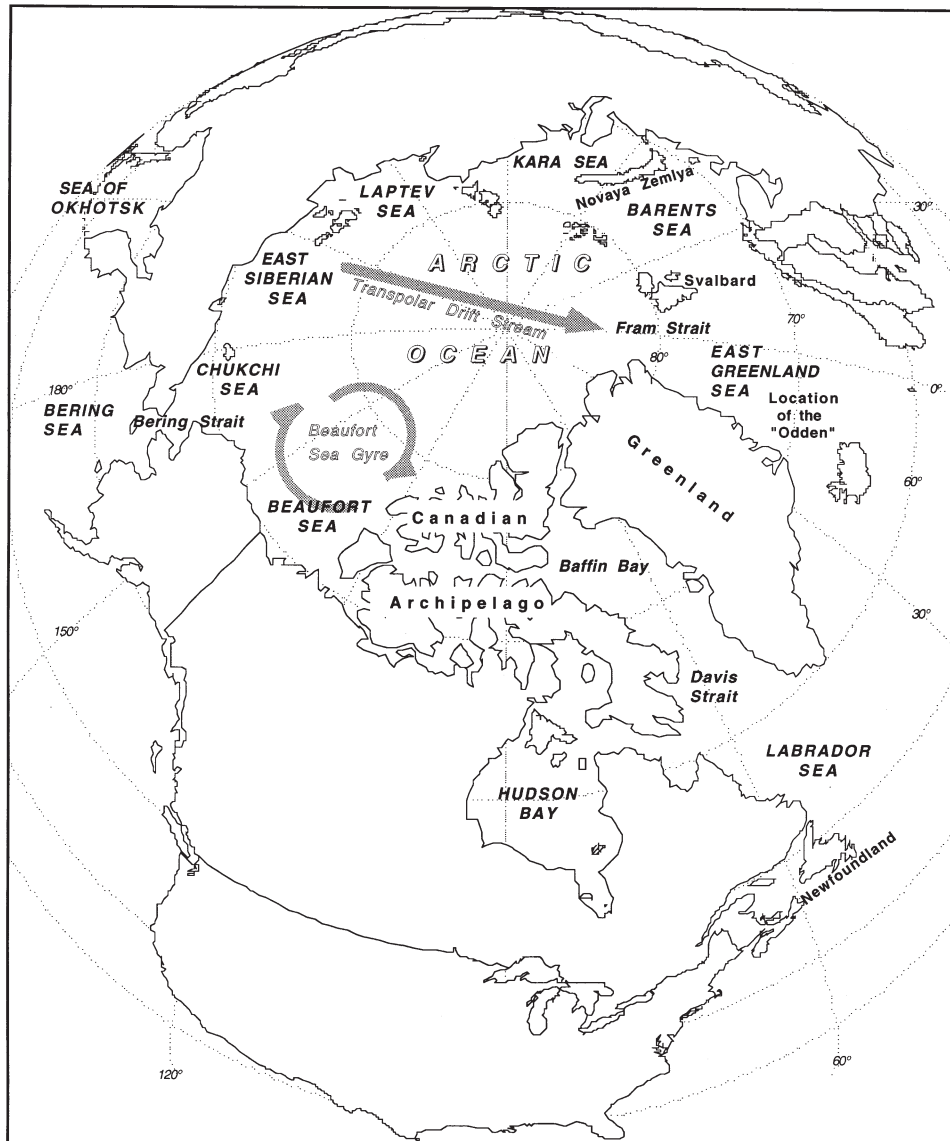 KARA SEA
Novaya Zemlya
SEA OF
OKHOTSK
LAPTEV
SEA
BARENTS
SEA
30°
EAST
SIBERIAN
SEA
ARCTIC
Svalbard
Transpolar Drift Stream
Fram Strait
70°
OCEAN
80°
EAST
GREENLAND
SEA
CHUKCHI
SEA
180°
0°
BERING
SEA
Bering Strait
Location
of the
"Odden"
Beaufort
Sea Gyre
Greenland
60°
BEAUFORT
SEA
Canadian
Baffin Bay
Archipelago
30°
150°
Davis
Strait
LABRADOR
SEA
HUDSON
BAY
Newfoundland
120°
60°